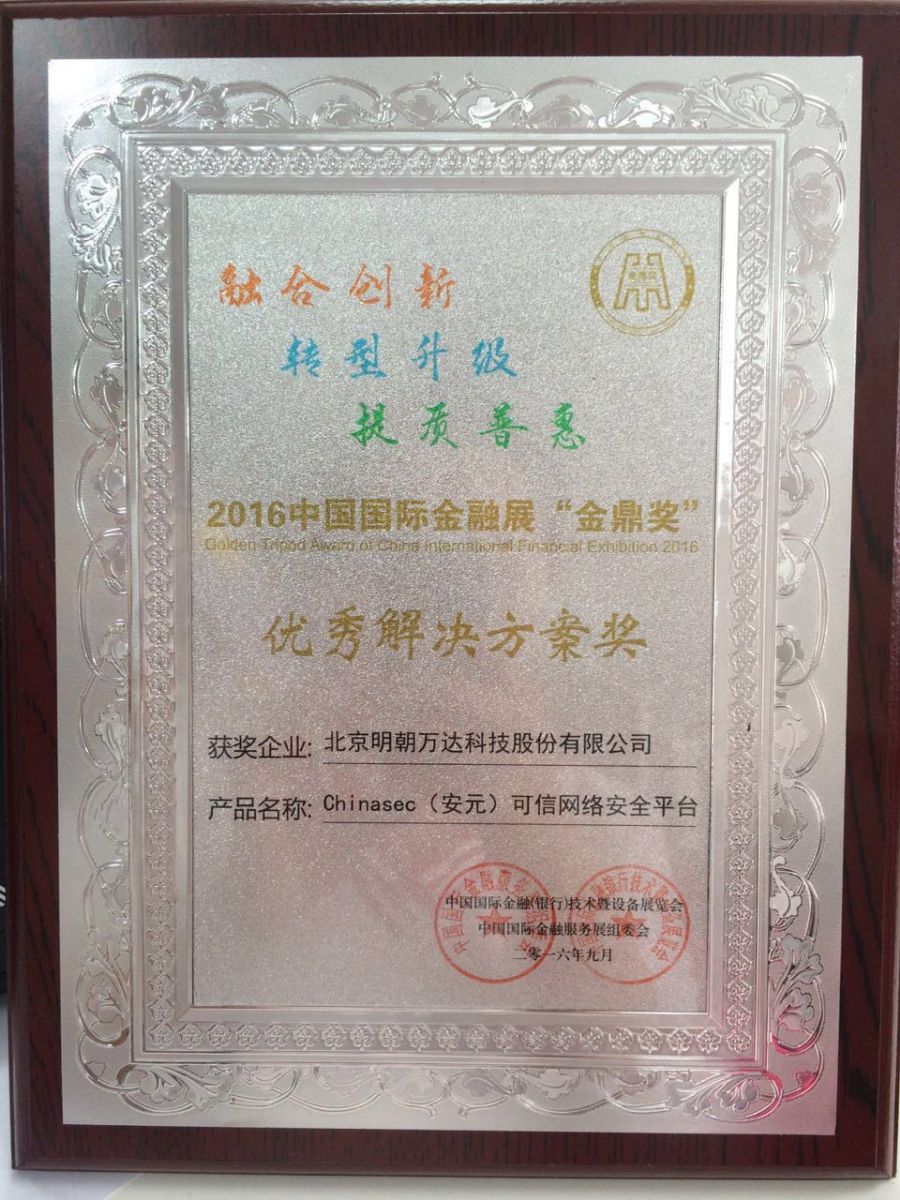 融合创新
转型升级
提质普惠
2016中国国际金融展“金鼎奖”
Golden Tripod Award of China International Financial Exhibition 2016
优秀解决方案奖
获奖企业: 北京明朝万达科技股份有限公司
产品名称: Chinasec（安元）可信网络安全平台
中国国际金融(银行)技术暨设备展览会
中国国际金融服务展组委会
二零一六年九月